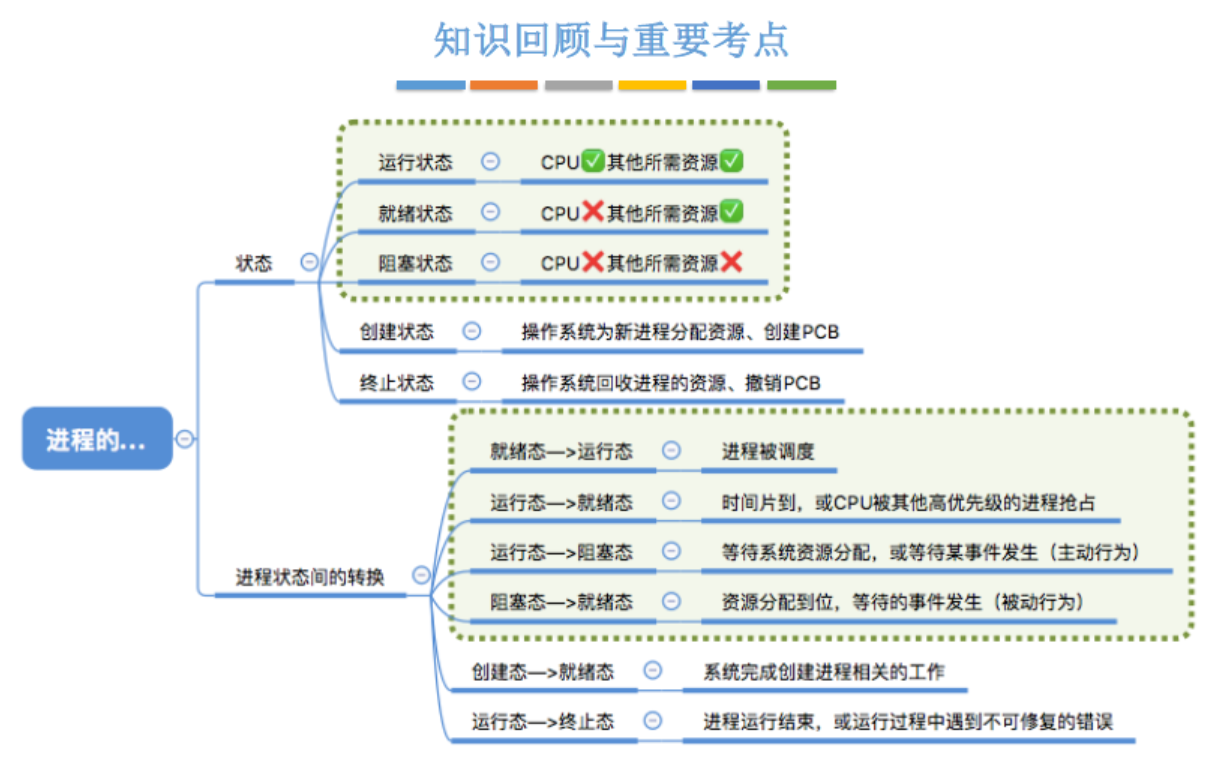 知识回顾与重要考点
进程的...
状态
运行状态 CPU✅其他所需资源✅
就绪状态 CPU❌其他所需资源✅
阻塞状态 CPU❌其他所需资源❌
创建状态 操作系统为新进程分配资源、创建PCB
终止状态 操作系统回收进程的资源、撤销PCB
进程状态间的转换
就绪态—>运行态 进程被调度
运行态—>就绪态 时间片到，或CPU被其他高优先级的进程抢占
运行态—>阻塞态 等待系统资源分配，或等待某事件发生（主动行为）
阻塞态—>就绪态 资源分配到位，等待的事件发生（被动行为）
创建态—>就绪态 系统完成创建进程相关的工作
运行态—>终止态 进程运行结束，或运行过程中遇到不可修复的错误